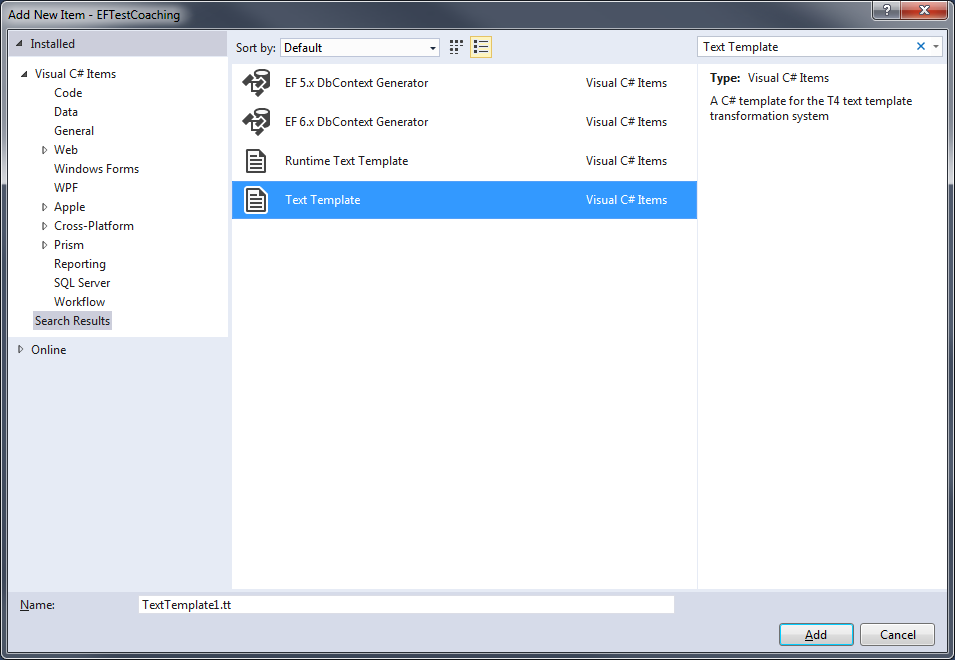 Add New Item - EFTestCoaching
?
Installed
Sort by: Default
Text Template
Visual C# Items
Code
Data
General
Web
Windows Forms
WPF
Apple
Cross-Platform
Prism
Reporting
SQL Server
Workflow
Search Results
Online
EF 5.x DbContext Generator Visual C# Items
EF 6.x DbContext Generator Visual C# Items
Runtime Text Template Visual C# Items
Text Template Visual C# Items
Type: Visual C# Items
A C# template for the T4 text template
transformation system
Name: TextTemplate1.tt
Add Cancel